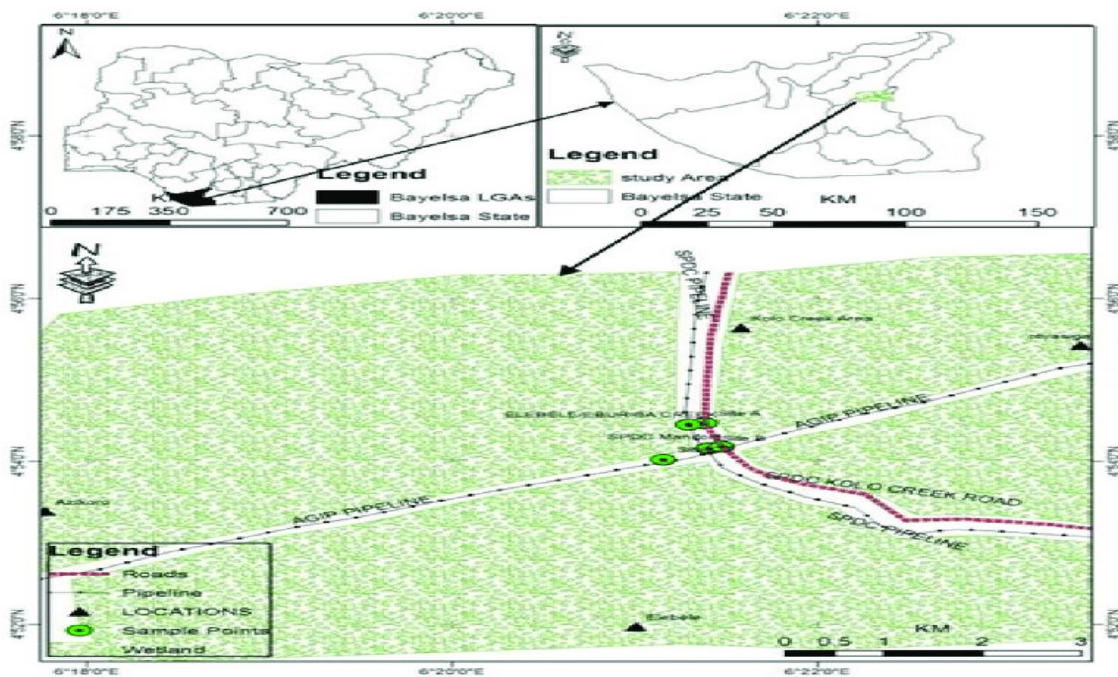 6°18'0"E 6°20'0"E 6°22'0"E
N
Legend
Bayelsa LGAs
Bayelsa State
0 175 350 700
Legend
study Area
Bayelsa State
KM
0 25 50 100 150
N
SPDC PIPELINE
Kolo Creek Area
AGIP PIPELINE
SPDC KOLO CREEK ROAD
SPDC PIPELINE
AGIP PIPELINE
Azikoro
Elebele
Legend
Roads
Pipeline
LOCATIONS
Sample Points
Wetland
KM
0 0.5 1 2 3
6°18'0"E 6°20'0"E 6°22'0"E